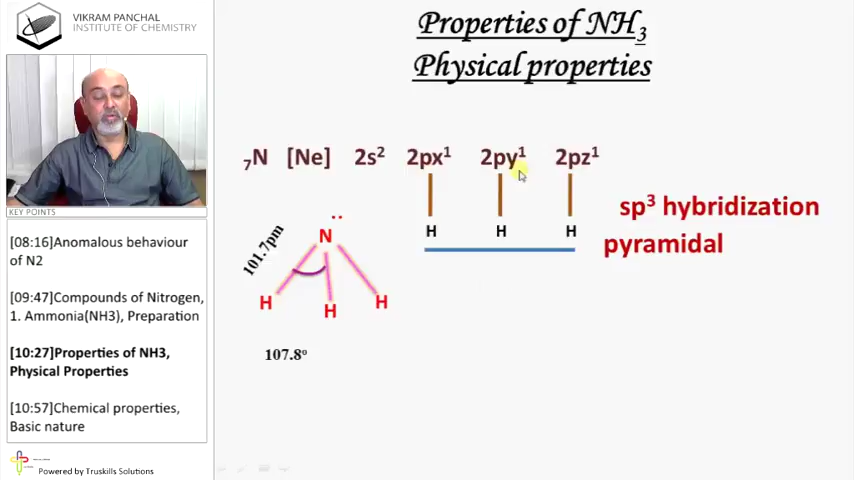 VIKRAM PANCHAL
INSTITUTE OF CHEMISTRY
Properties of NH₃
Physical properties
₇N [Ne] 2s² 2px¹ 2py¹ 2pz¹
H H H
sp³ hybridization
pyramidal
101.7pm
··
N
H H H
107.8º
KEY POINTS
[08:16]Anomalous behaviour
of N2
[09:47]Compounds of Nitrogen,
1. Ammonia(NH3), Preparation
[10:27]Properties of NH3,
Physical Properties
[10:57]Chemical properties,
Basic nature
Powered by Truskills Solutions